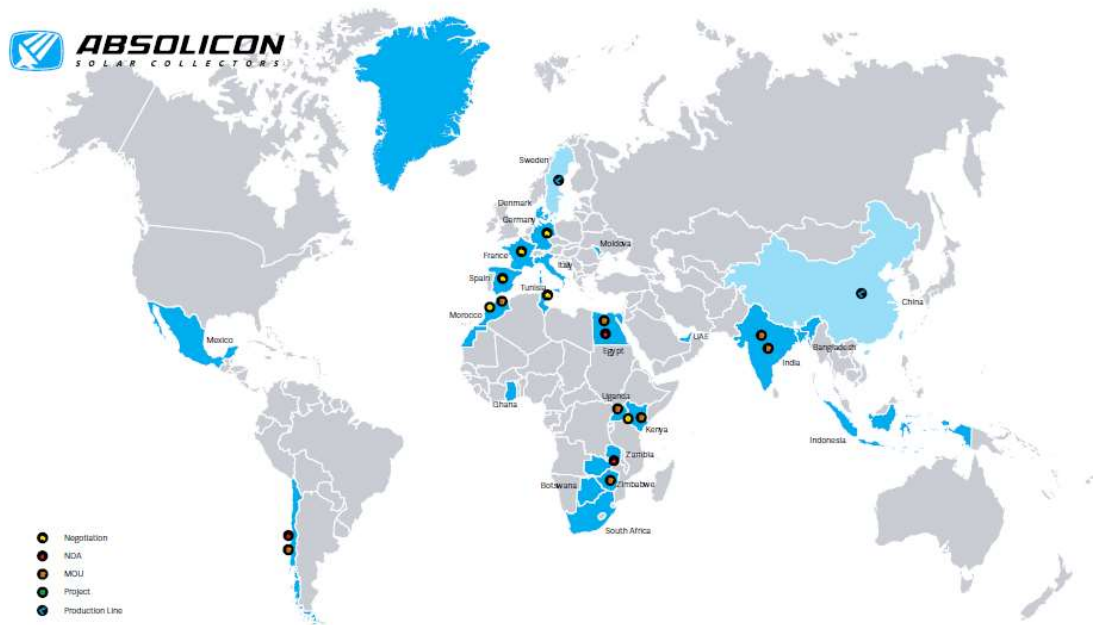 ABSOLICON
SOLAR COLLECTORS
Sweden
Denmark
Germany
Moldova
France
Italy
Spain
Tunisia
China
Morocco
Mexico
UAE
Bangladesh
Egypt
India
Uganda
Ghana
Kenya
Indonesia
Zambia
Botswana
Zimbabwe
South Africa
Negotiation
NDA
MOU
Project
Production Line